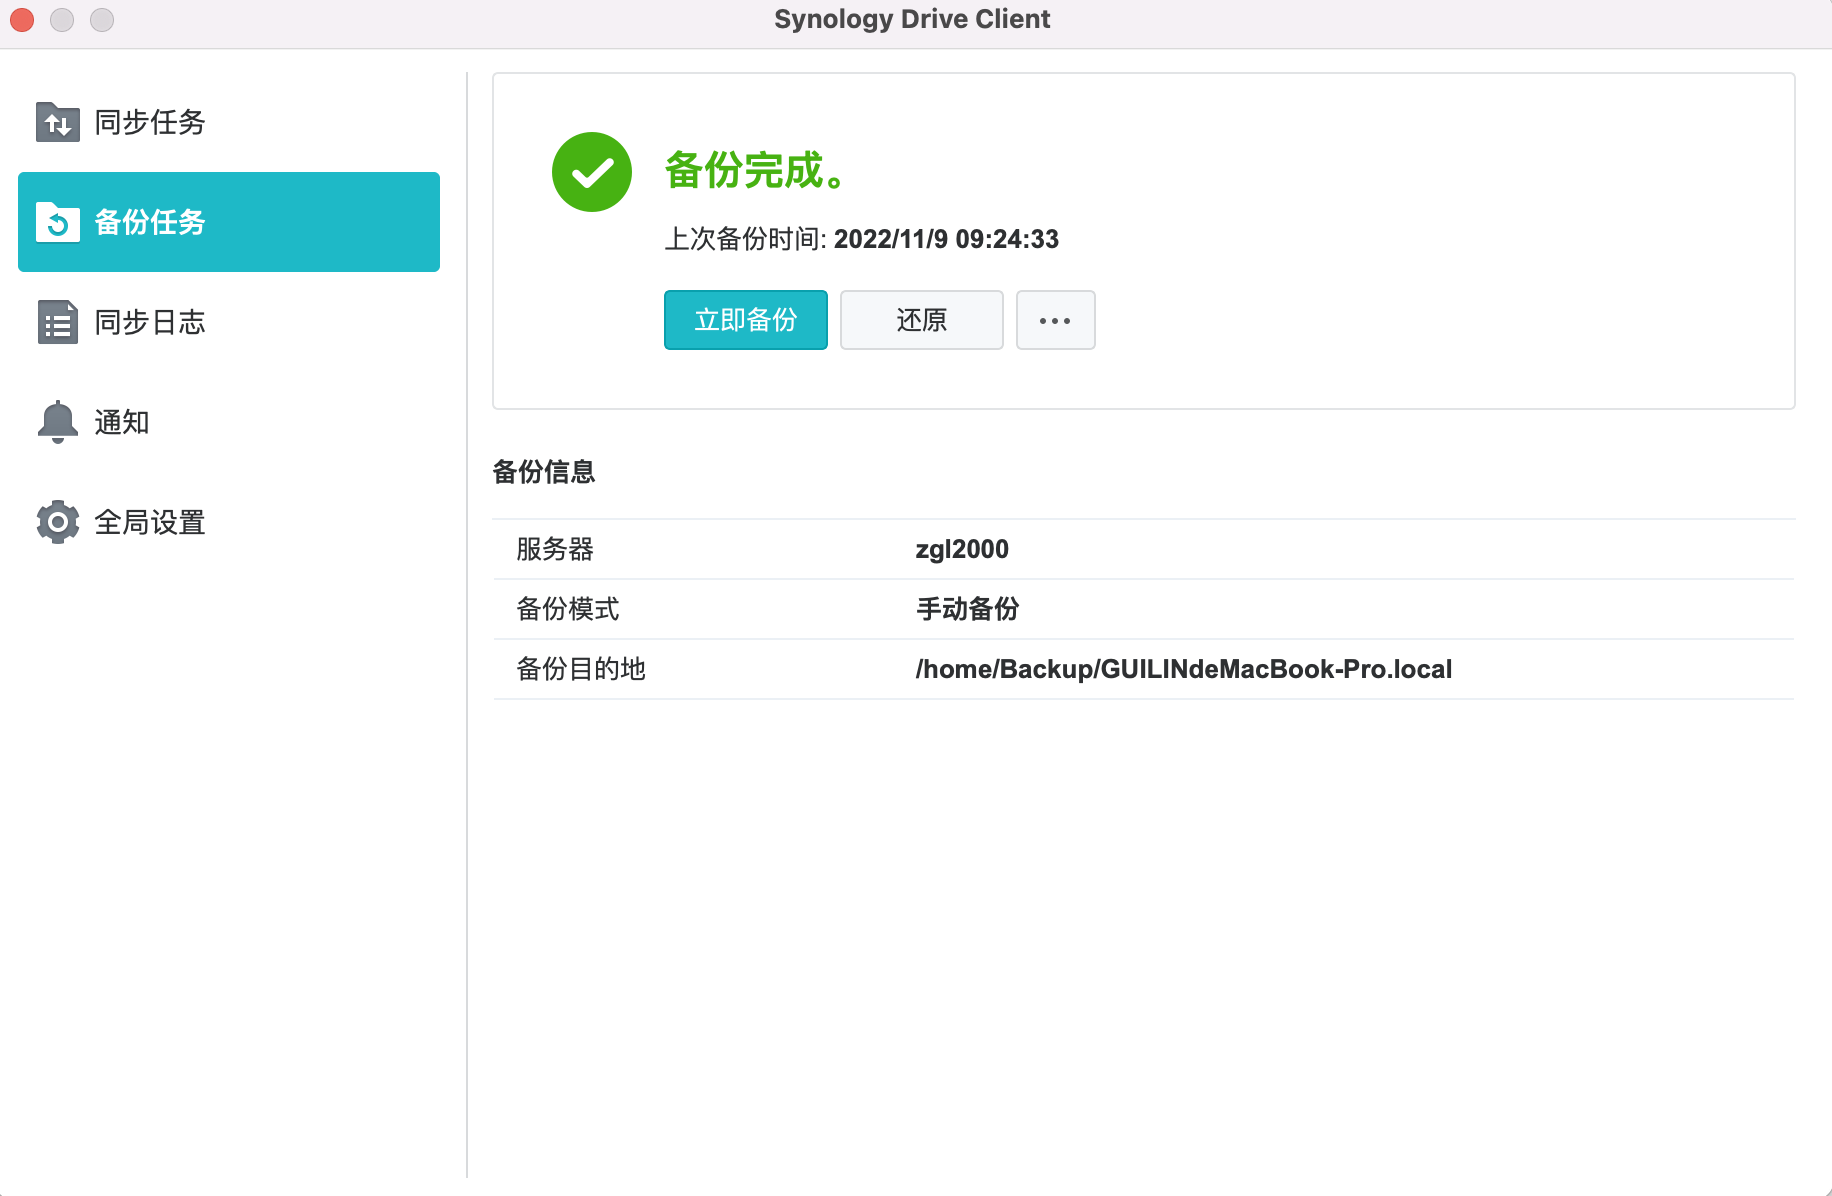 Synology Drive Client
同步任务
备份任务
同步日志
通知
全局设置
备份完成。
上次备份时间: 2022/11/9 09:24:33
立即备份 还原 •••
备份信息
服务器 zgl2000
备份模式 手动备份
备份目的地 /home/Backup/GUILINdeMacBook-Pro.local